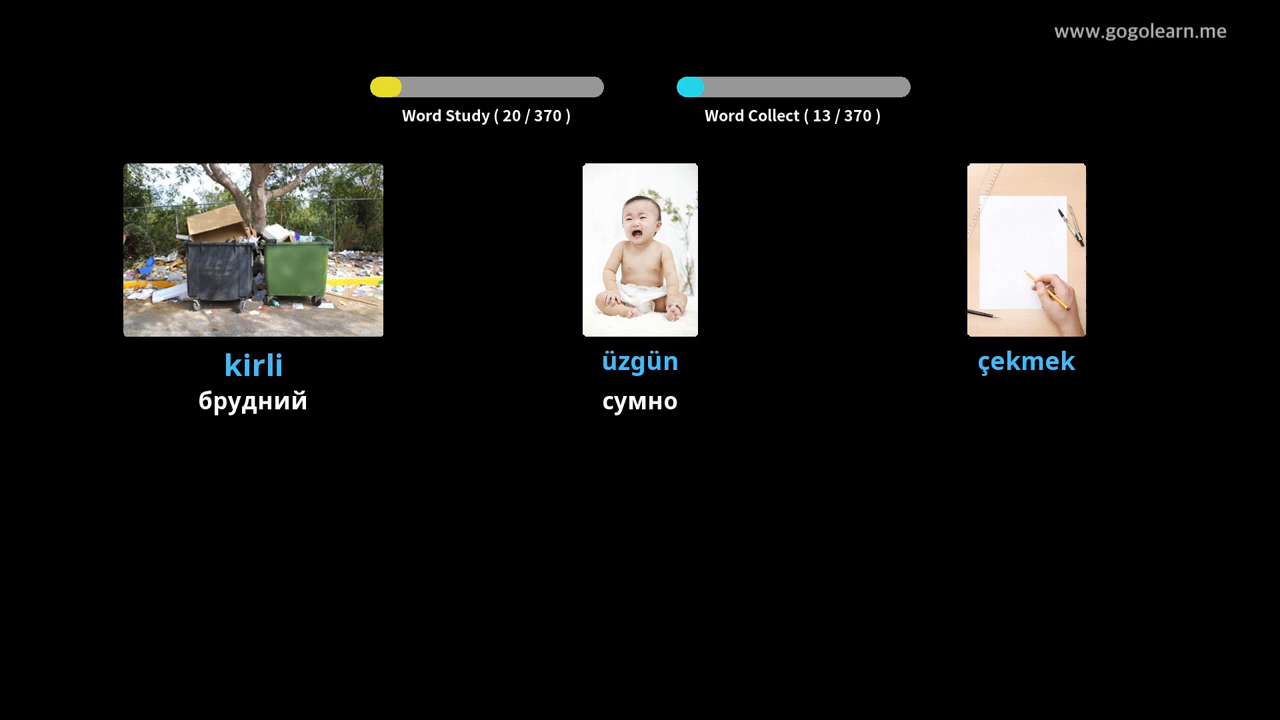 www.gogolearn.me
Word Study ( 20 / 370 )
Word Collect ( 13 / 370 )
kirli
брудний
üzgün
сумно
çekmek